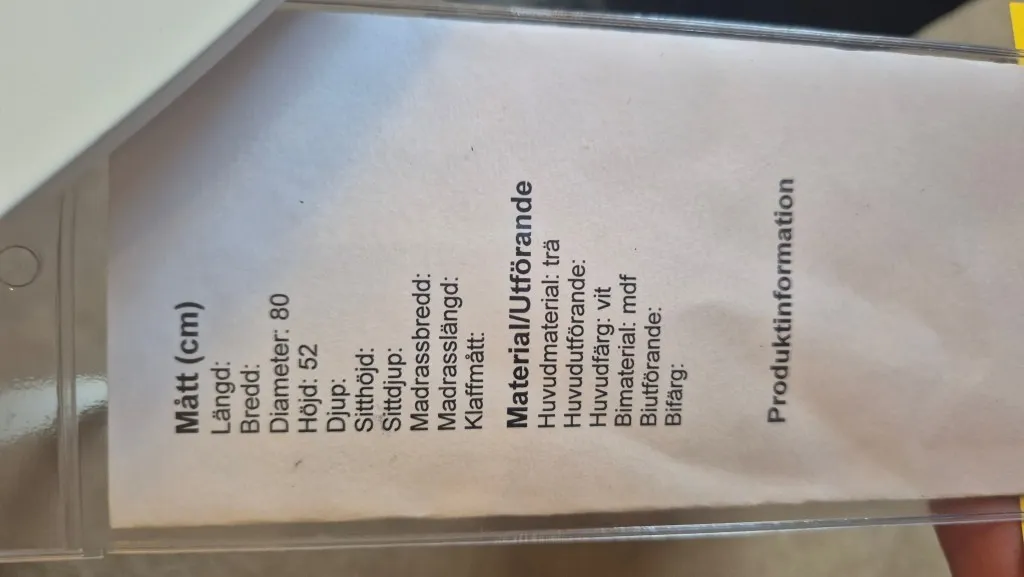 Mått (cm)
Längd:
Bredd:
Diameter: 80
Höjd: 52
Djup:
Sitthöjd:
Sittdjup:
Madrassbredd:
Madrasslängd:
Klaffmått:
Material/Utförande
Huvudmaterial: trä
Huvudutförande:
Huvudfärg: vit
Bimaterial: mdf
Biutförande:
Bifärg:
Produktinformation